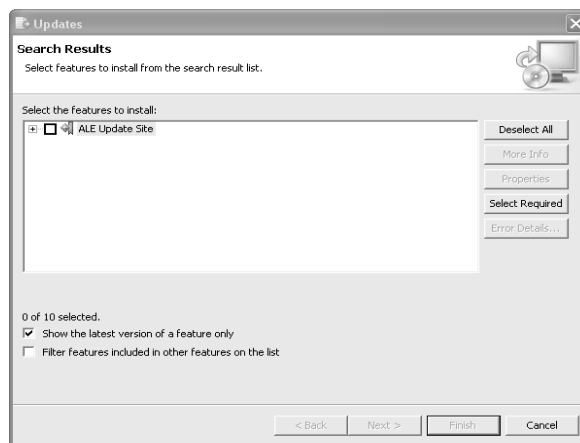 Updates
Search Results
Select features to install from the search result list.
Select the features to install:
ALE Update Site
Deselect All
More Info
Properties
Select Required
Error Details...
0 of 10 selected.
Show the latest version of a feature only
Filter features included in other features on the list
< Back
Next >
Finish
Cancel